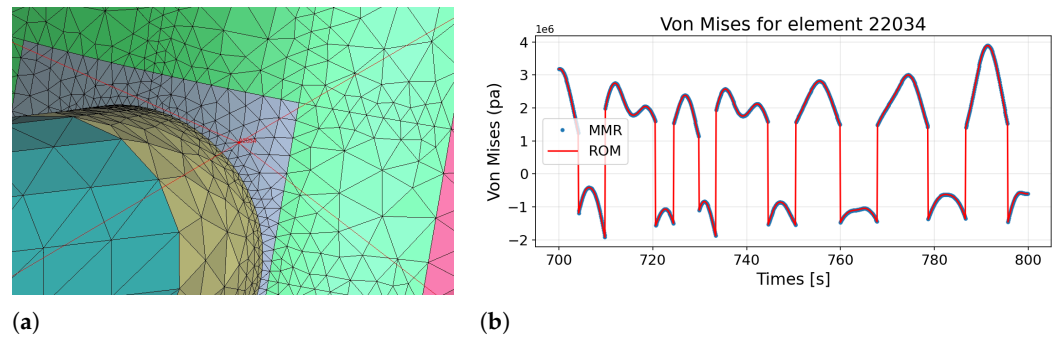 Von Mises for element 22034
1e6
4
3
2
1
0
−1
−2
Von Mises (pa)
MMR
ROM
700
720
740
760
780
800
Times [s]
(a)
(b)